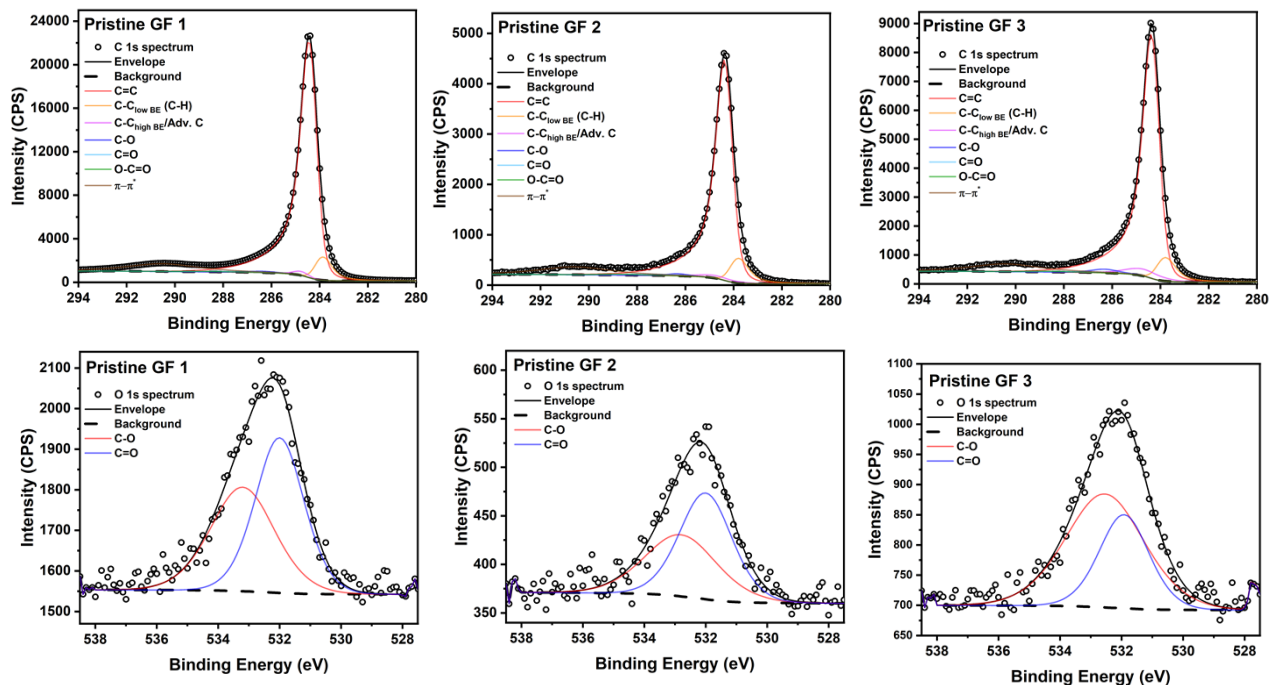 Pristine GF 1
C 1s spectrum
Envelope
Background
C=C
C-Clow BE (C-H)
C-Chigh BE/Adv. C
C-O
C=O
O-C=O
π–π*
24000
20000
16000
12000
8000
4000
0
294 292 290 288 286 284 282 280
Intensity (CPS)
Binding Energy (eV)
Pristine GF 2
C 1s spectrum
Envelope
Background
C=C
C-Clow BE (C-H)
C-Chigh BE/Adv. C
C-O
C=O
O-C=O
π–π*
5000
4000
3000
2000
1000
0
294 292 290 288 286 284 282 280
Intensity (CPS)
Binding Energy (eV)
Pristine GF 3
C 1s spectrum
Envelope
Background
C=C
C-Clow BE (C-H)
C-Chigh BE/Adv. C
C-O
C=O
O-C=O
π–π*
9000
8000
7000
6000
5000
4000
3000
2000
1000
0
294 292 290 288 286 284 282 280
Intensity (CPS)
Binding Energy (eV)
Pristine GF 1
O 1s spectrum
Envelope
Background
C-O
C=O
2100
2000
1900
1800
1700
1600
1500
538 536 534 532 530 528
Intensity (CPS)
Binding Energy (eV)
Pristine GF 2
O 1s spectrum
Envelope
Background
C-O
C=O
600
550
500
450
400
350
538 536 534 532 530 528
Intensity (CPS)
Binding Energy (eV)
Pristine GF 3
O 1s spectrum
Envelope
Background
C-O
C=O
1100
1050
1000
950
900
850
800
750
700
650
538 536 534 532 530 528
Intensity (CPS)
Binding Energy (eV)